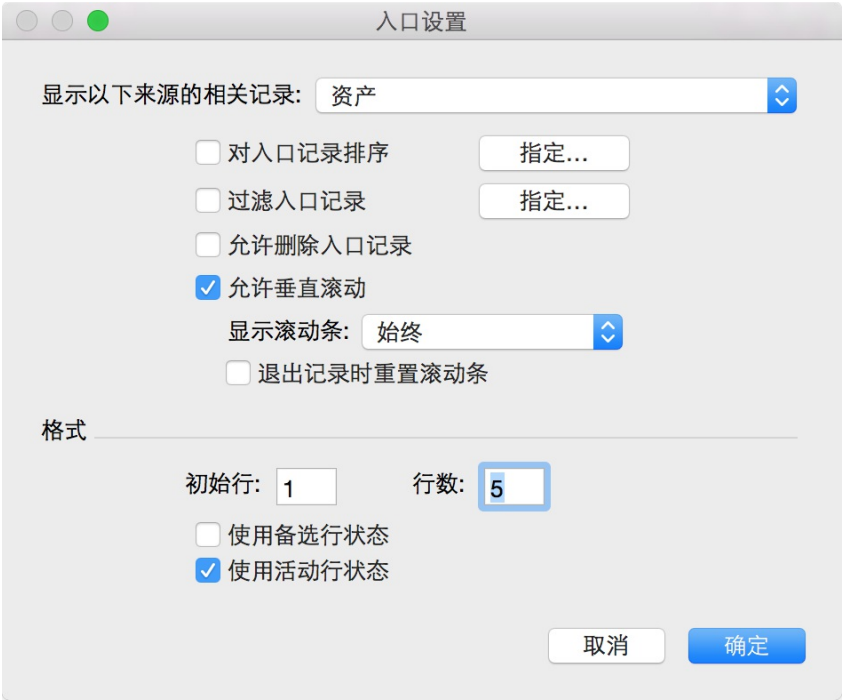 入口设置
显示以下来源的相关记录: 资产
对入口记录排序 指定...
过滤入口记录 指定...
允许删除入口记录
允许垂直滚动
显示滚动条: 始终
退出记录时重置滚动条
格式
初始行: 1 行数: 5
使用备选行状态
使用活动行状态
取消 确定